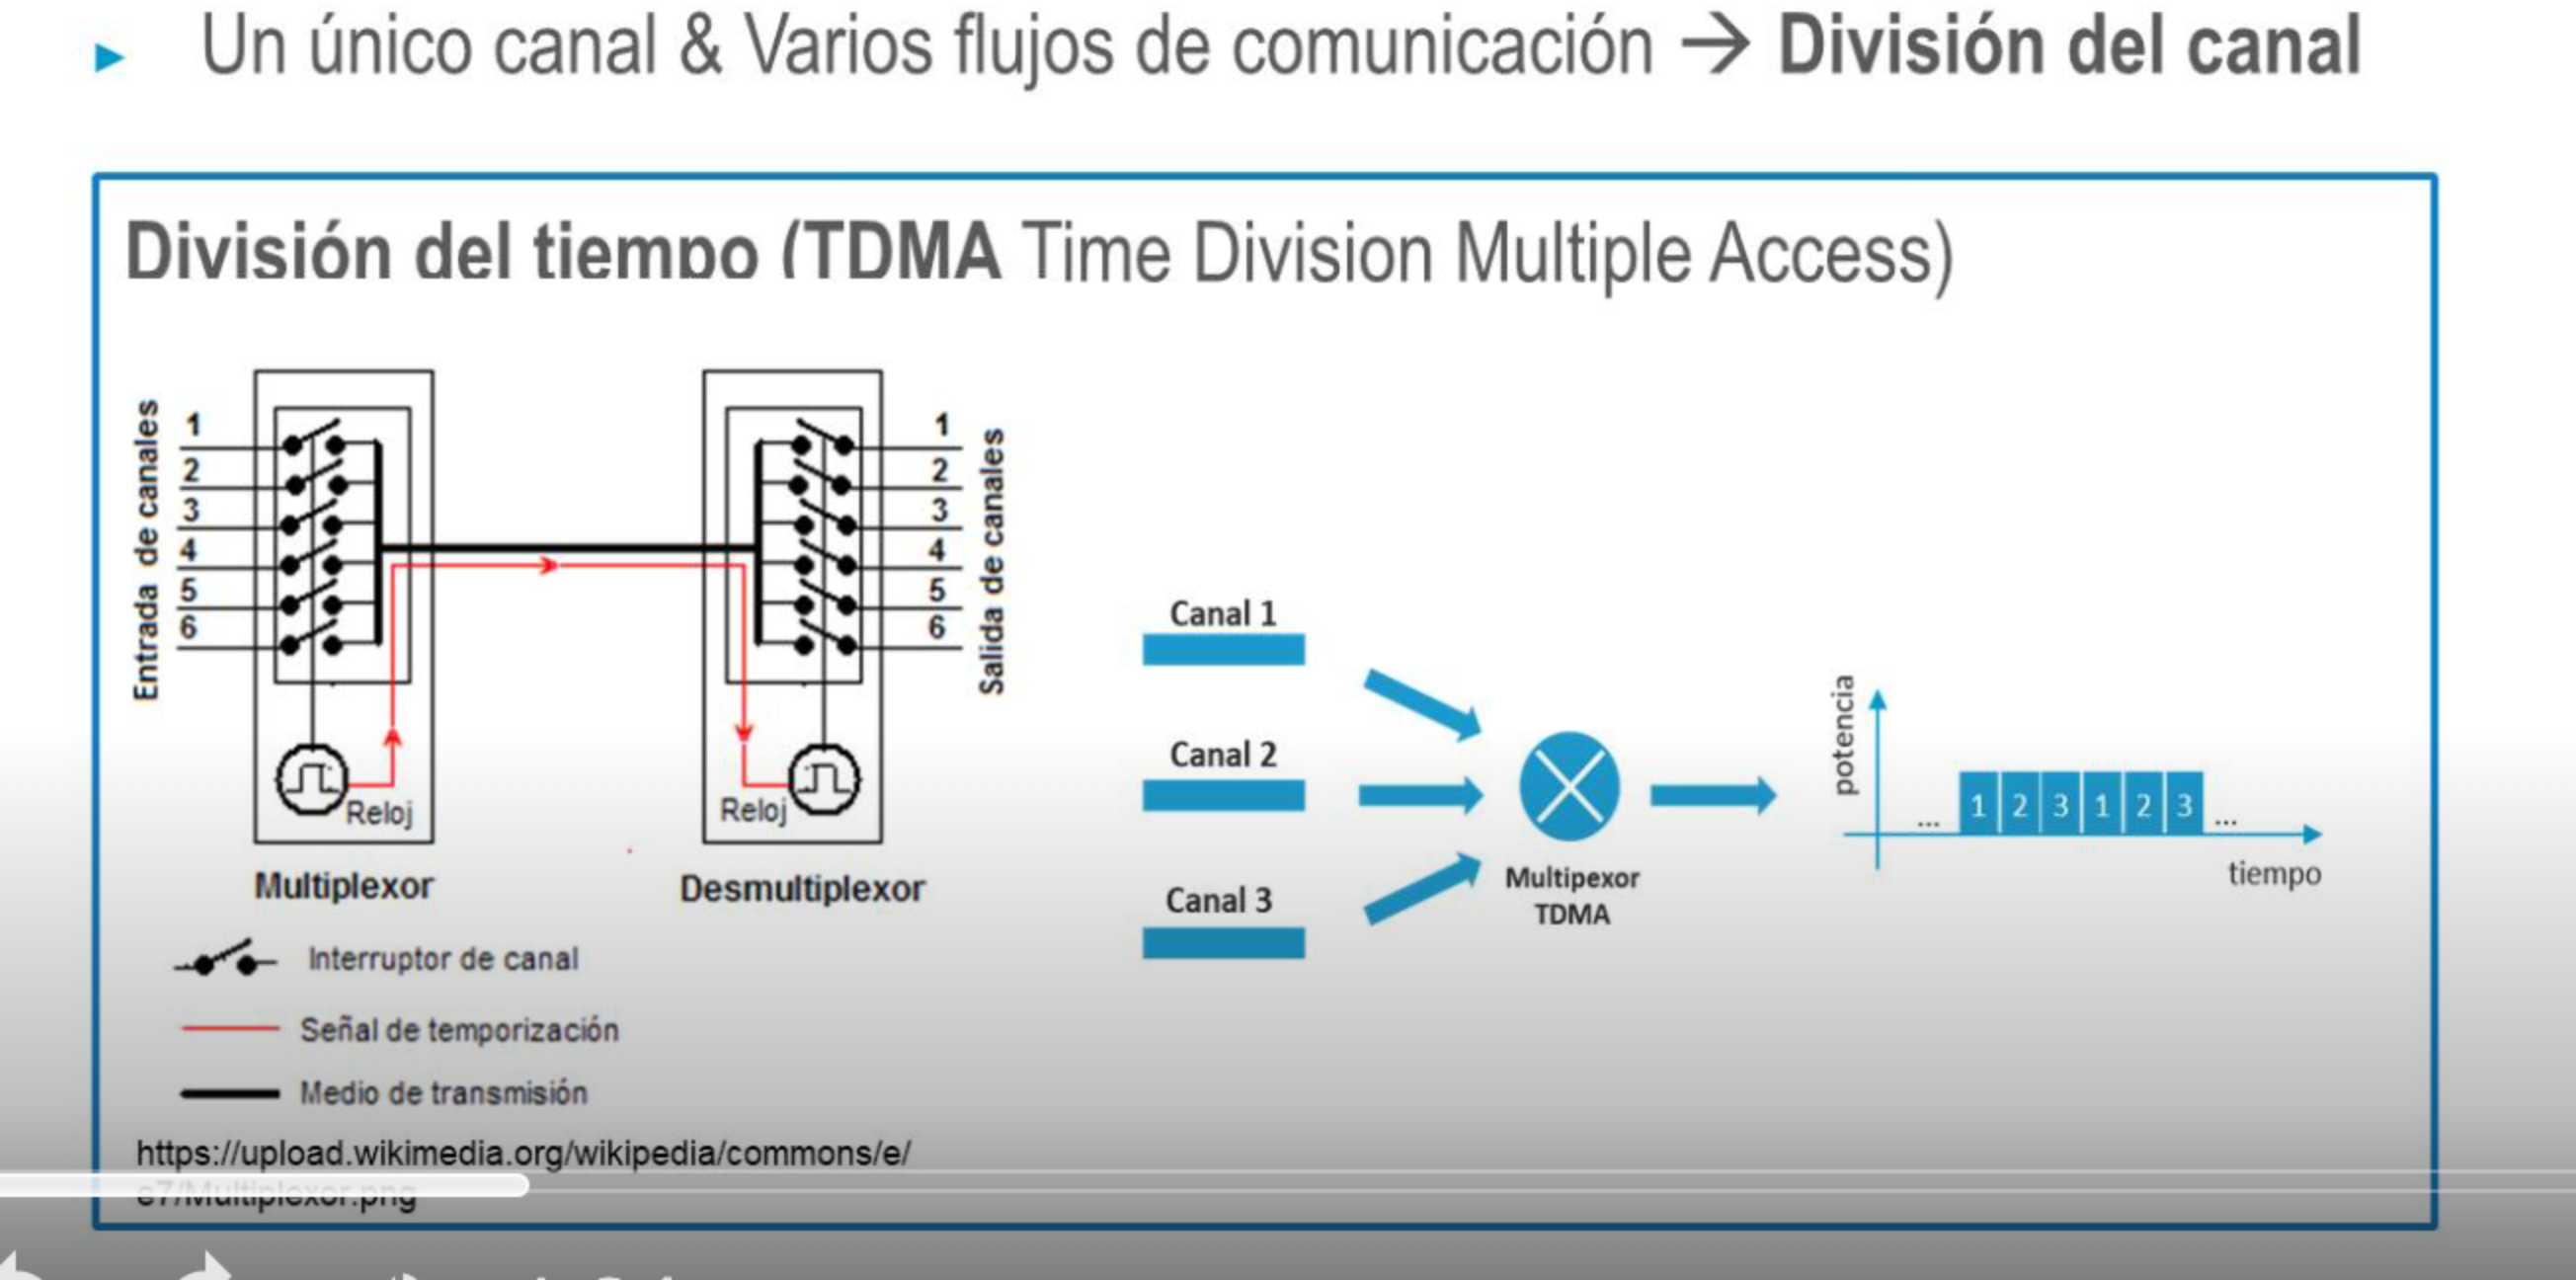 Un único canal & Varios flujos de comunicación → División del canal
División del tiempo (TDMA Time Division Multiple Access)
Entrada de canales
1
2
3
4
5
6
Reloj
Multiplexor
1
2
3
4
5
6
Salida de canales
Reloj
Desmultiplexor
Interruptor de canal
Señal de temporización
Medio de transmisión
https://upload.wikimedia.org/wikipedia/commons/e/
e7/Multiplexor.png
Canal 1
Canal 2
Canal 3
Multipexor
TDMA
potencia
... 1 2 3 1 2 3 ...
tiempo